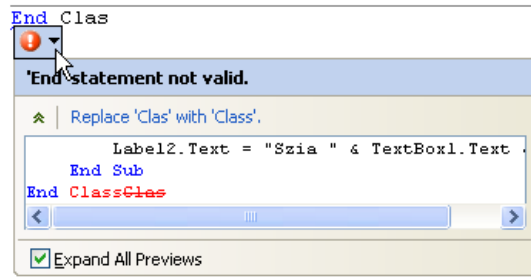 End Clas
'End' statement not valid.
Replace 'Clas' with 'Class'.
Label2.Text = "Szia " & TextBox1.Text
End Sub
End ClassClas
Expand All Previews